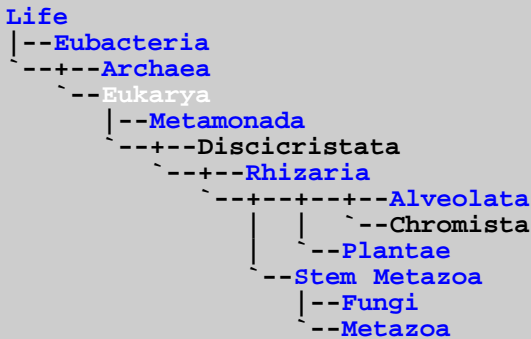 Life
|--Eubacteria
`--+--Archaea
   `--Eukarya
      |--Metamonada
      `--+--Discicristata
         `--+--Rhizaria
            `--+--+--+--Alveolata
               |  |  `--Chromista
               |  `--Plantae
               `--Stem Metazoa
                  |--Fungi
                  `--Metazoa